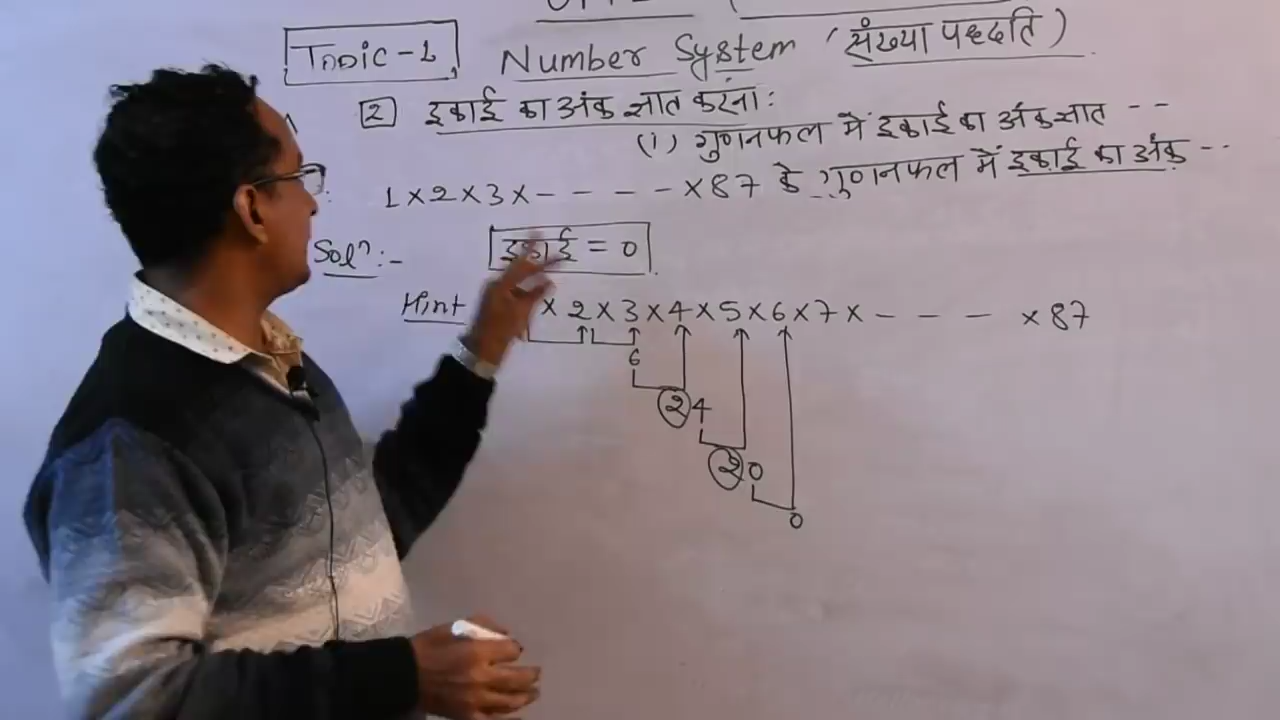 Topic-1
Number System (संख्या पद्धति)
2 इकाई का अंक ज्ञात करना:
(i) गुणनफल में इकाई का अंक ज्ञात --
1×2×3×-----×87 के गुणनफल में इकाई का अंक --
Solⁿ:-
इकाई = 0
Hint
×2×3×4×5×6×7×--- ×87
6
24
20
0